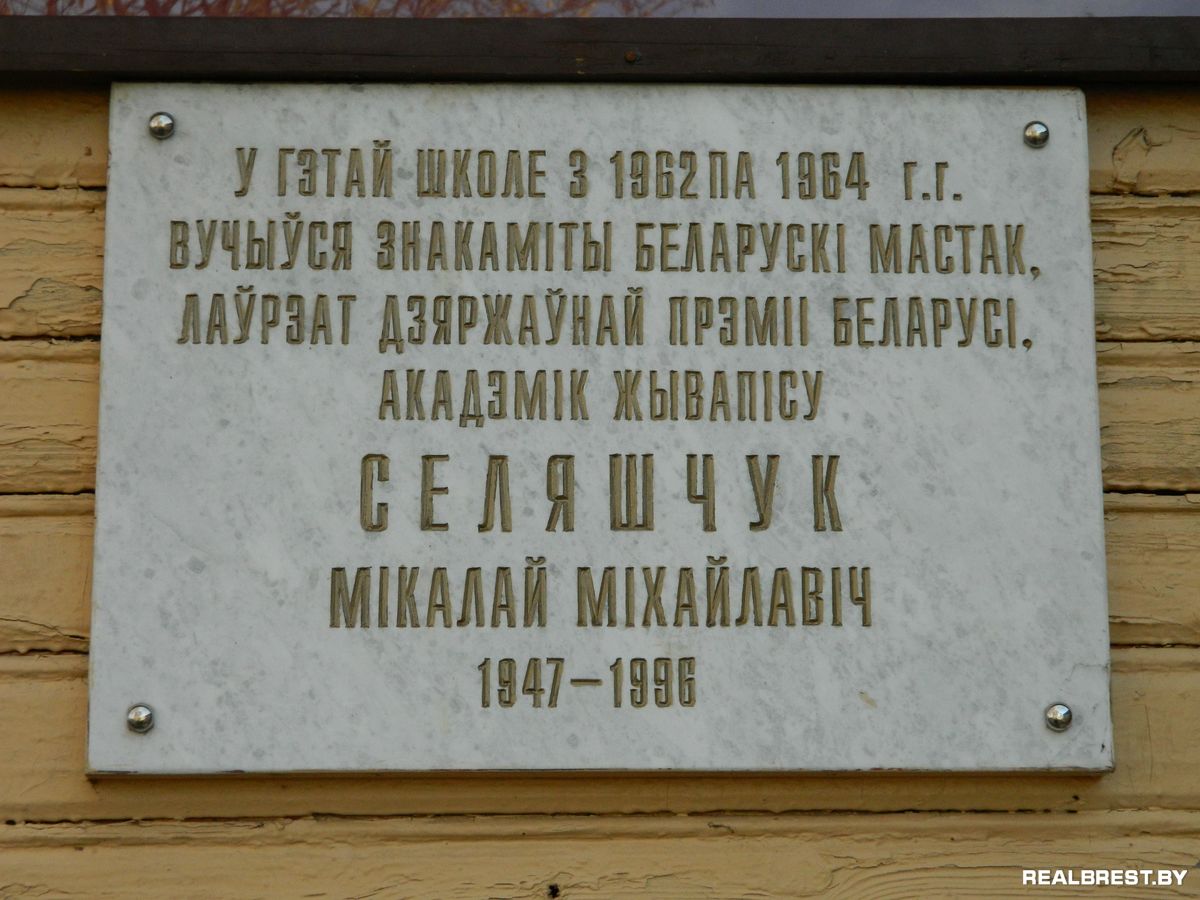 У ГЭТАЙ ШКОЛЕ З 1962 ПА 1964 Г.Г.
ВУЧЫЎСЯ ЗНАКАМІТЫ БЕЛАРУСКІ МАСТАК,
ЛАЎРЭАТ ДЗЯРЖАЎНАЙ ПРЭМІІ БЕЛАРУСІ,
АКАДЭМІК ЖЫВАПІСУ
СЕЛЯШЧУК
МІКАЛАЙ МІХАЙЛАВІЧ
1947–1996
REALBREST.BY